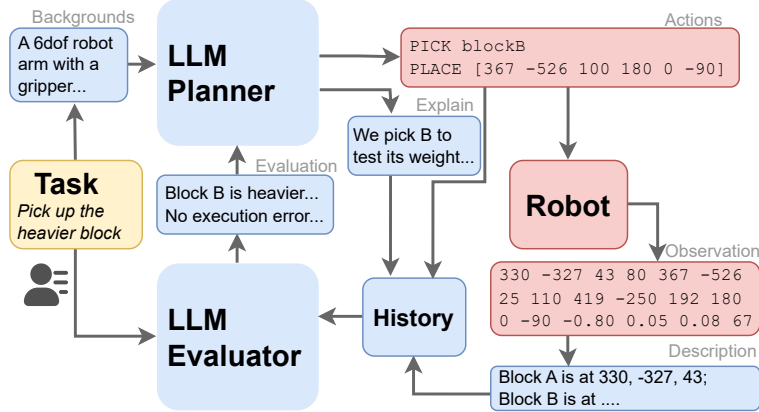 Backgrounds
A 6dof robot
arm with a
gripper...
LLM
Planner
Actions
PICK blockB
PLACE [367 -526 100 180 0 -90]
Explain
We pick B to
test its weight...
Evaluation
Block B is heavier...
No execution error...
Task
Pick up the
heavier block
Robot
Observation
330 -327 43 80 367 -526
25 110 419 -250 192 180
0 -90 -0.80 0.05 0.08 67
LLM
Evaluator
History
Description
Block A is at 330, -327, 43;
Block B is at ....